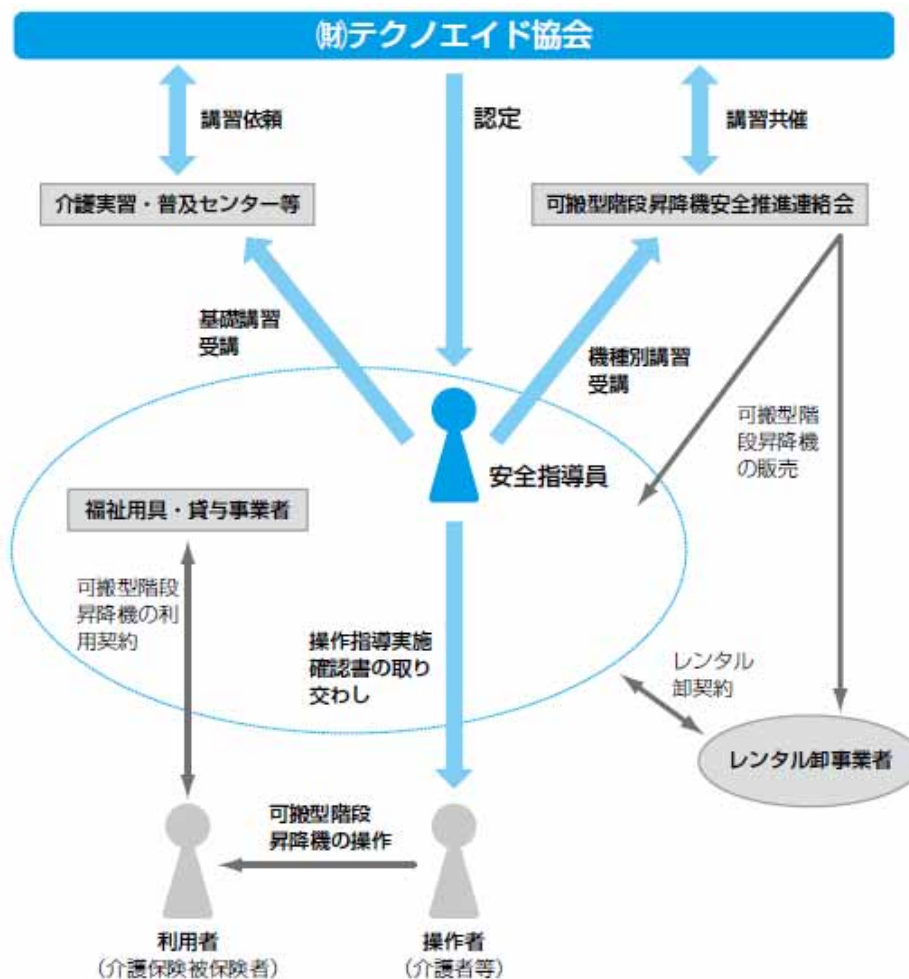 ㈶テクノエイド協会
講習依頼
認定
講習共催
介護実習・普及センター等
可搬型階段昇降機安全推進連絡会
基礎講習
受講
機種別講習
受講
可搬型階
段昇降機
の販売
安全指導員
福祉用具・貸与事業者
可搬型階段
昇降機の利
用契約
操作指導実施
確認書の取り
交わし
レンタル
卸契約
レンタル卸事業者
可搬型階段
昇降機の操作
利用者
(介護保険被保険者)
操作者
(介護者等)